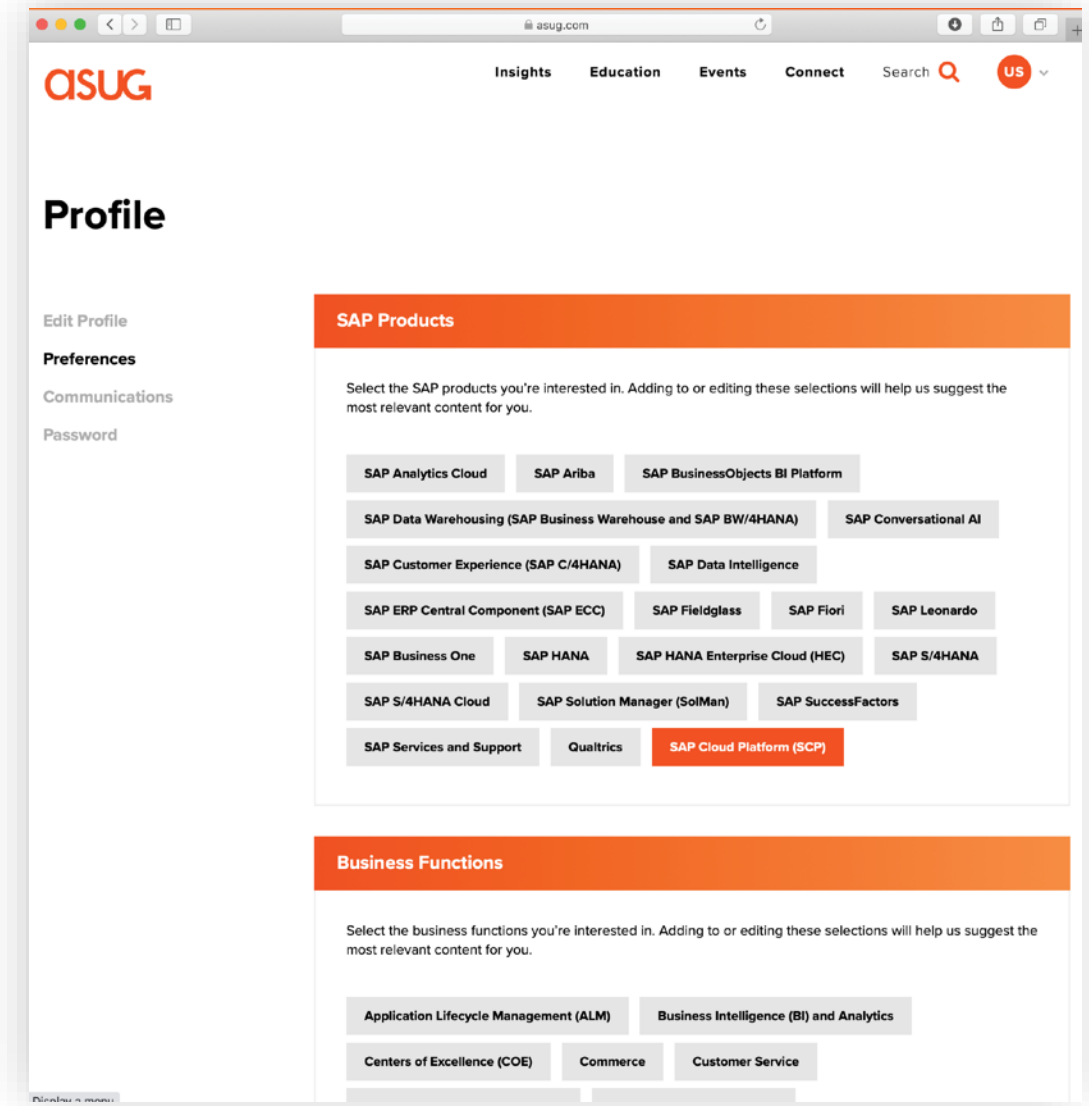 asug.com
asug
Insights Education Events Connect Search US
Profile
Edit Profile
Preferences
Communications
Password
SAP Products
Select the SAP products you're interested in. Adding to or editing these selections will help us suggest the
most relevant content for you.
SAP Analytics Cloud SAP Ariba SAP BusinessObjects BI Platform
SAP Data Warehousing (SAP Business Warehouse and SAP BW/4HANA) SAP Conversational AI
SAP Customer Experience (SAP C/4HANA) SAP Data Intelligence
SAP ERP Central Component (SAP ECC) SAP Fieldglass SAP Fiori SAP Leonardo
SAP Business One SAP HANA SAP HANA Enterprise Cloud (HEC) SAP S/4HANA
SAP S/4HANA Cloud SAP Solution Manager (SolMan) SAP SuccessFactors
SAP Services and Support Qualtrics SAP Cloud Platform (SCP)
Business Functions
Select the business functions you're interested in. Adding to or editing these selections will help us suggest the
most relevant content for you.
Application Lifecycle Management (ALM) Business Intelligence (BI) and Analytics
Centers of Excellence (COE) Commerce Customer Service
Display a menu